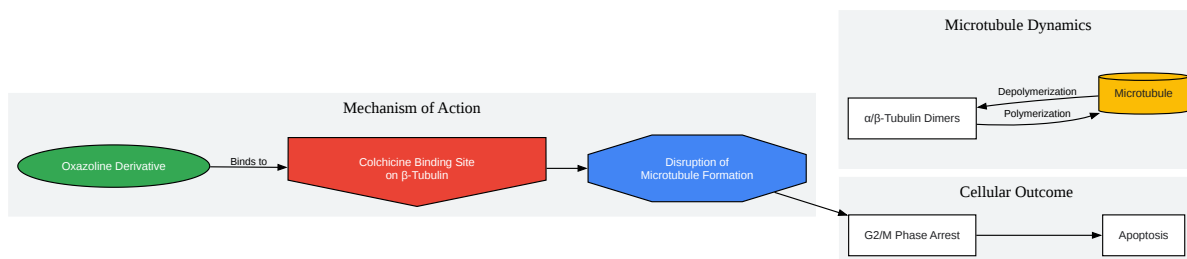 Microtubule Dynamics
Depolymerization
Microtubule
α/β-Tubulin Dimers
Polymerization
Mechanism of Action
Oxazoline Derivative
Binds to
Colchicine Binding Site
on β-Tubulin
Disruption of
Microtubule Formation
Cellular Outcome
G2/M Phase Arrest
Apoptosis